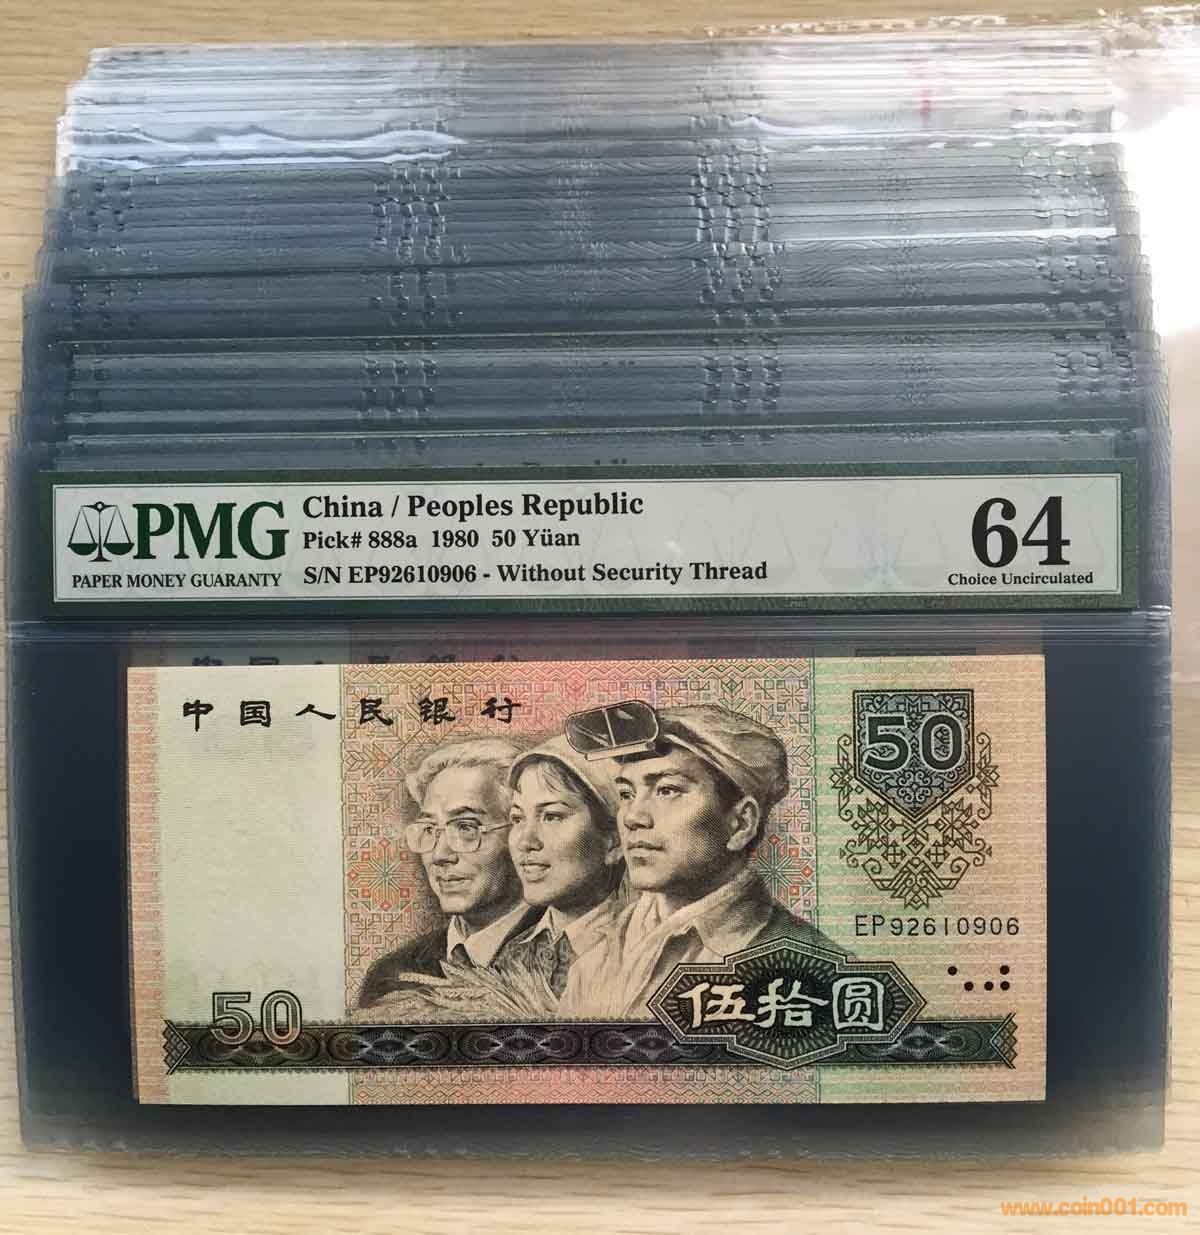 PMG
PAPER MONEY GUARANTY
China / Peoples Republic
Pick# 888a 1980 50 Yüan
S/N EP92610906 - Without Security Thread
64
Choice Uncirculated
中国人民银行
50
EP92610906
50
伍拾圆
www.coin001.com